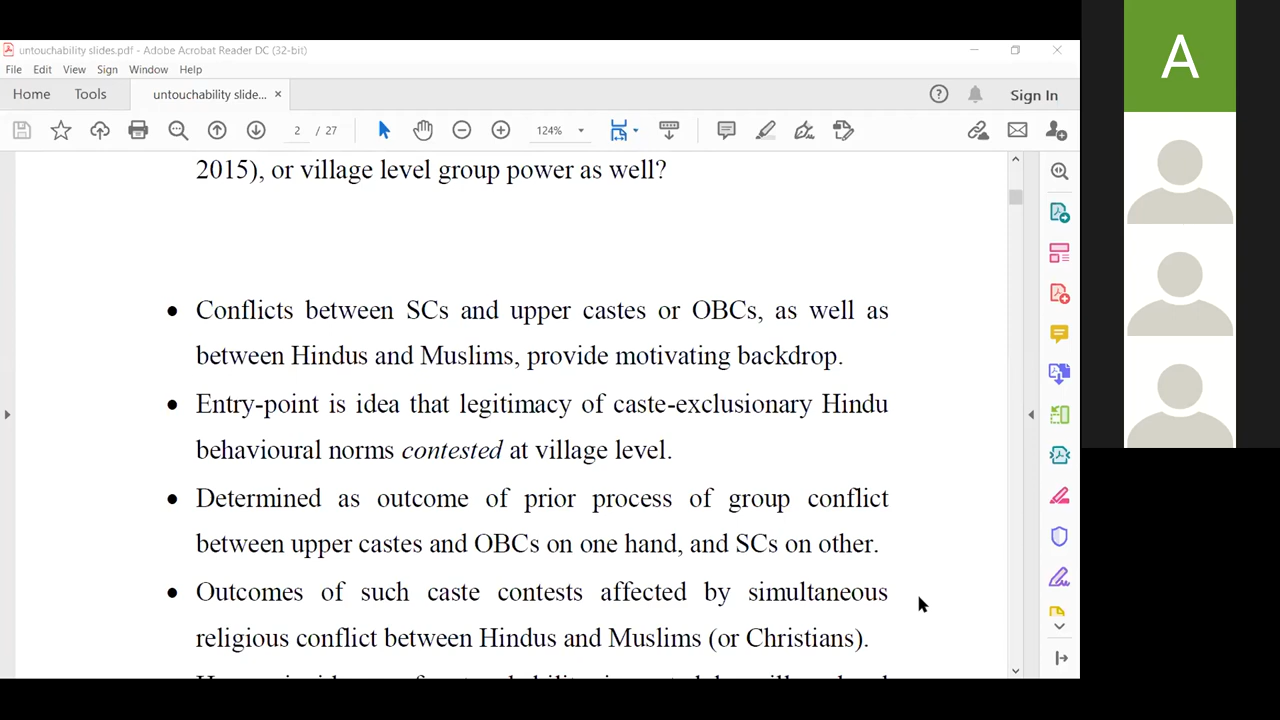 untouchability slides.pdf - Adobe Acrobat Reader DC (32-bit)
File Edit View Sign Window Help
Home Tools untouchability slide... × Sign In
2 / 27 124%
2015), or village level group power as well?
• Conflicts between SCs and upper castes or OBCs, as well as
between Hindus and Muslims, provide motivating backdrop.
• Entry-point is idea that legitimacy of caste-exclusionary Hindu
behavioural norms contested at village level.
• Determined as outcome of prior process of group conflict
between upper castes and OBCs on one hand, and SCs on other.
• Outcomes of such caste contests affected by simultaneous
religious conflict between Hindus and Muslims (or Christians).
A